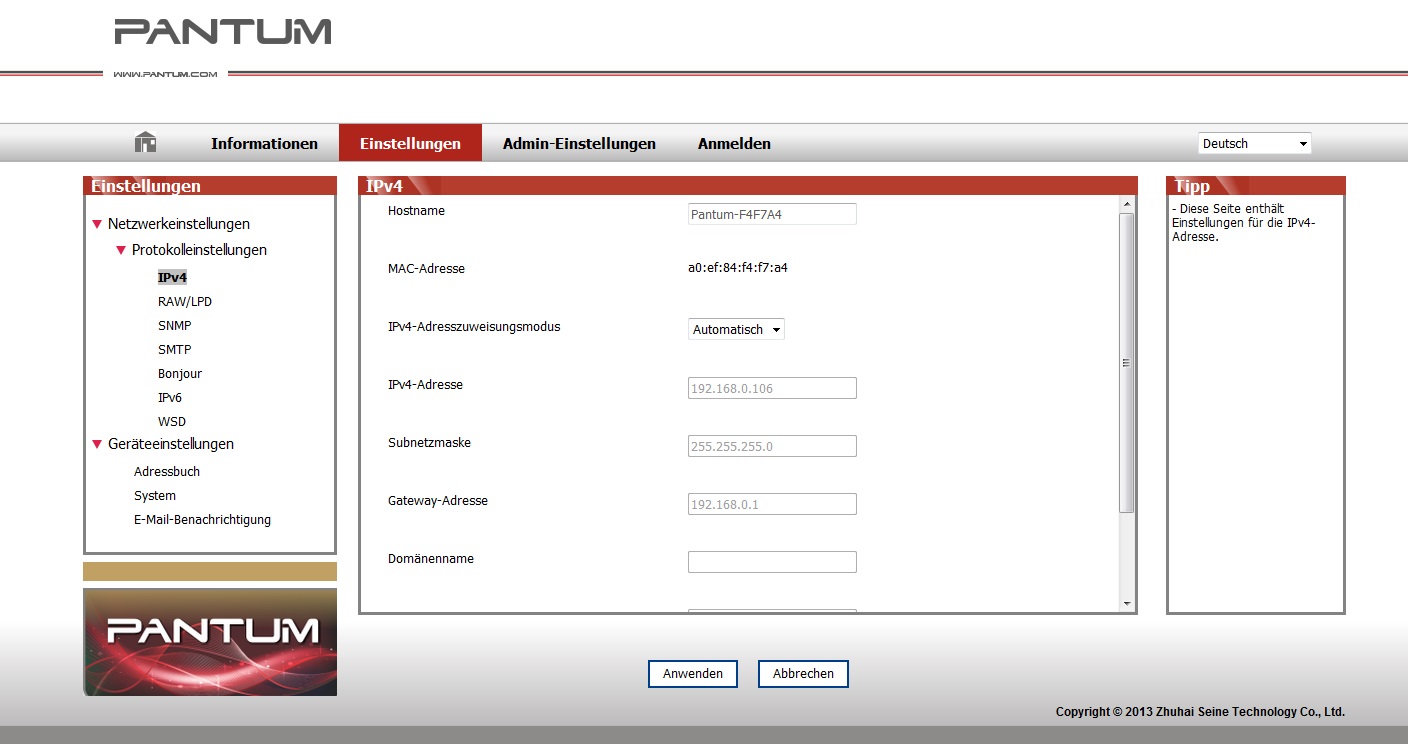 PANTUM
WWW.PANTUM.COM
Informationen
Einstellungen
Admin-Einstellungen
Anmelden
Deutsch
Einstellungen
Netzwerkeinstellungen
Protokolleinstellungen
IPv4
RAW/LPD
SNMP
SMTP
Bonjour
IPv6
WSD
Geräteeinstellungen
Adressbuch
System
E-Mail-Benachrichtigung
PANTUM
IPv4
Hostname Pantum-F4F7A4
MAC-Adresse a0:ef:84:f4:f7:a4
IPv4-Adresszuweisungsmodus Automatisch
IPv4-Adresse 192.168.0.106
Subnetzmaske 255.255.255.0
Gateway-Adresse 192.168.0.1
Domänenname
Anwenden Abbrechen
Tipp
- Diese Seite enthält
Einstellungen für die IPv4-
Adresse.
Copyright © 2013 Zhuhai Seine Technology Co., Ltd.